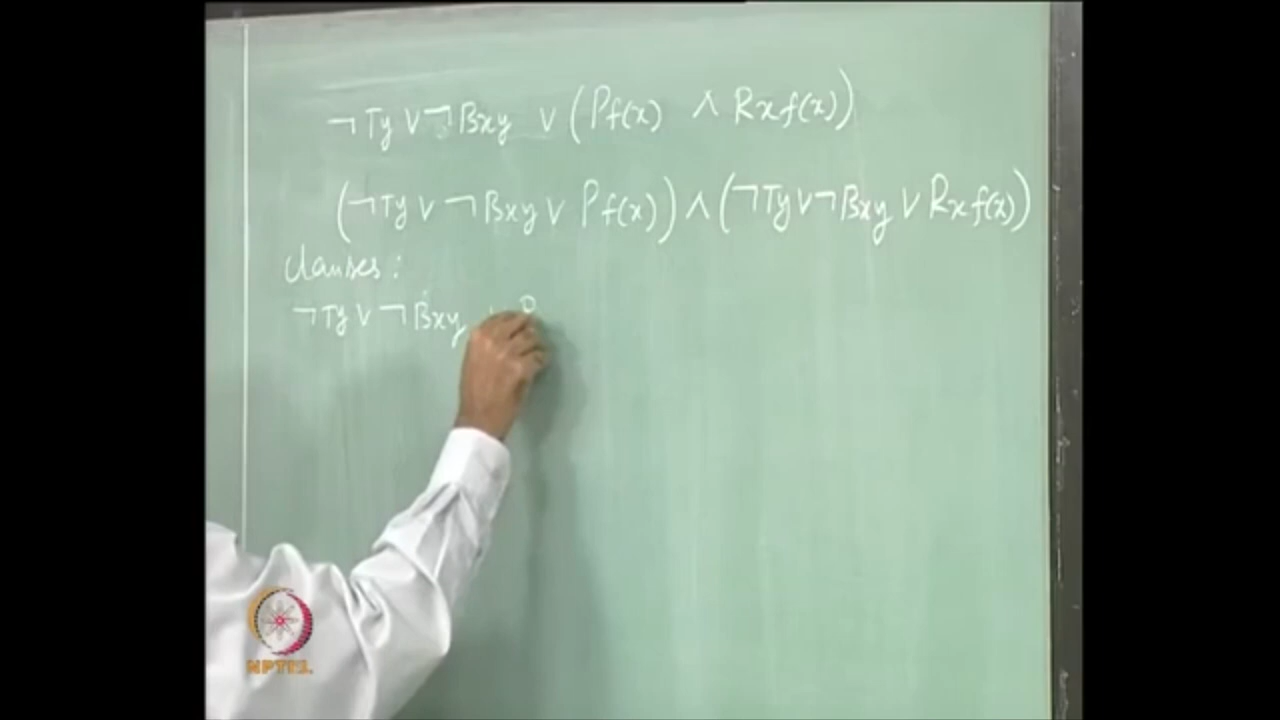 ¬Ty ∨ ¬Bxy ∨ (Pf(x) ∧ Rxf(x))
(¬Ty ∨ ¬Bxy ∨ Pf(x)) ∧ (¬Ty ∨ ¬Bxy ∨ Rxf(x))
Clauses:
¬Ty ∨ ¬Bxy
NPTEL